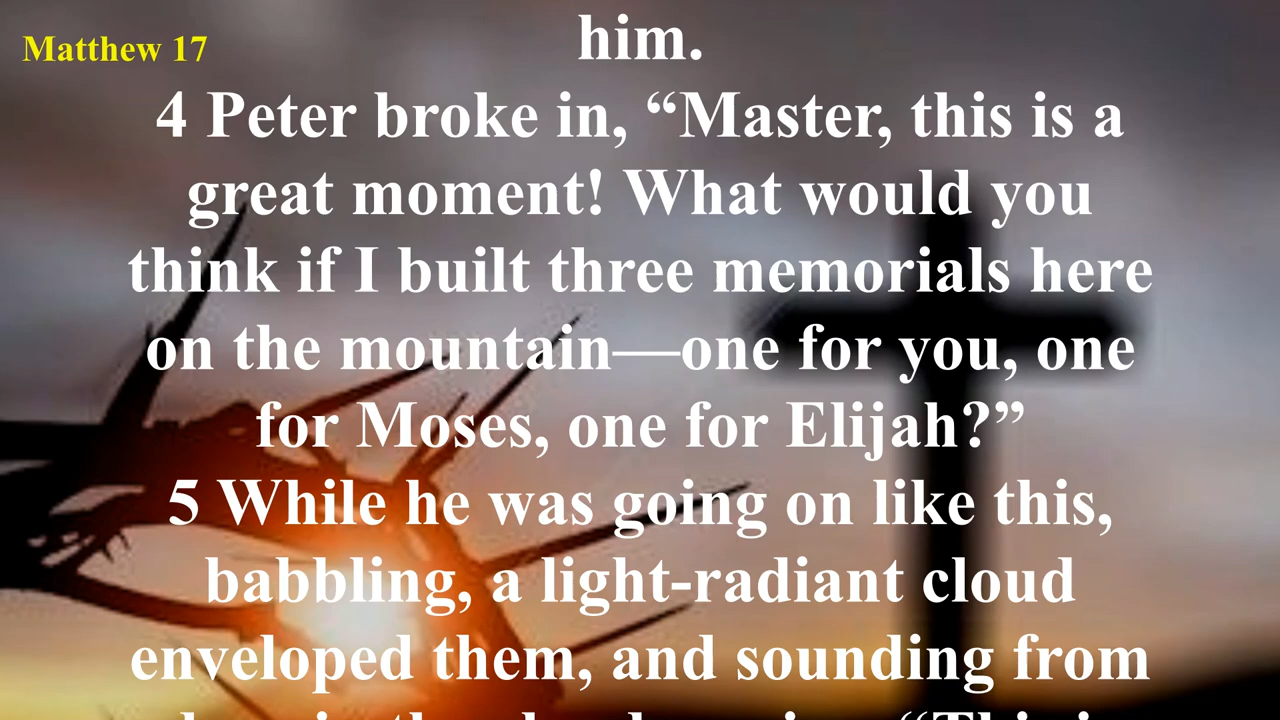 Matthew 17
him.
4 Peter broke in, “Master, this is a
great moment! What would you
think if I built three memorials here
on the mountain—one for you, one
for Moses, one for Elijah?”
5 While he was going on like this,
babbling, a light-radiant cloud
enveloped them, and sounding from
“This is